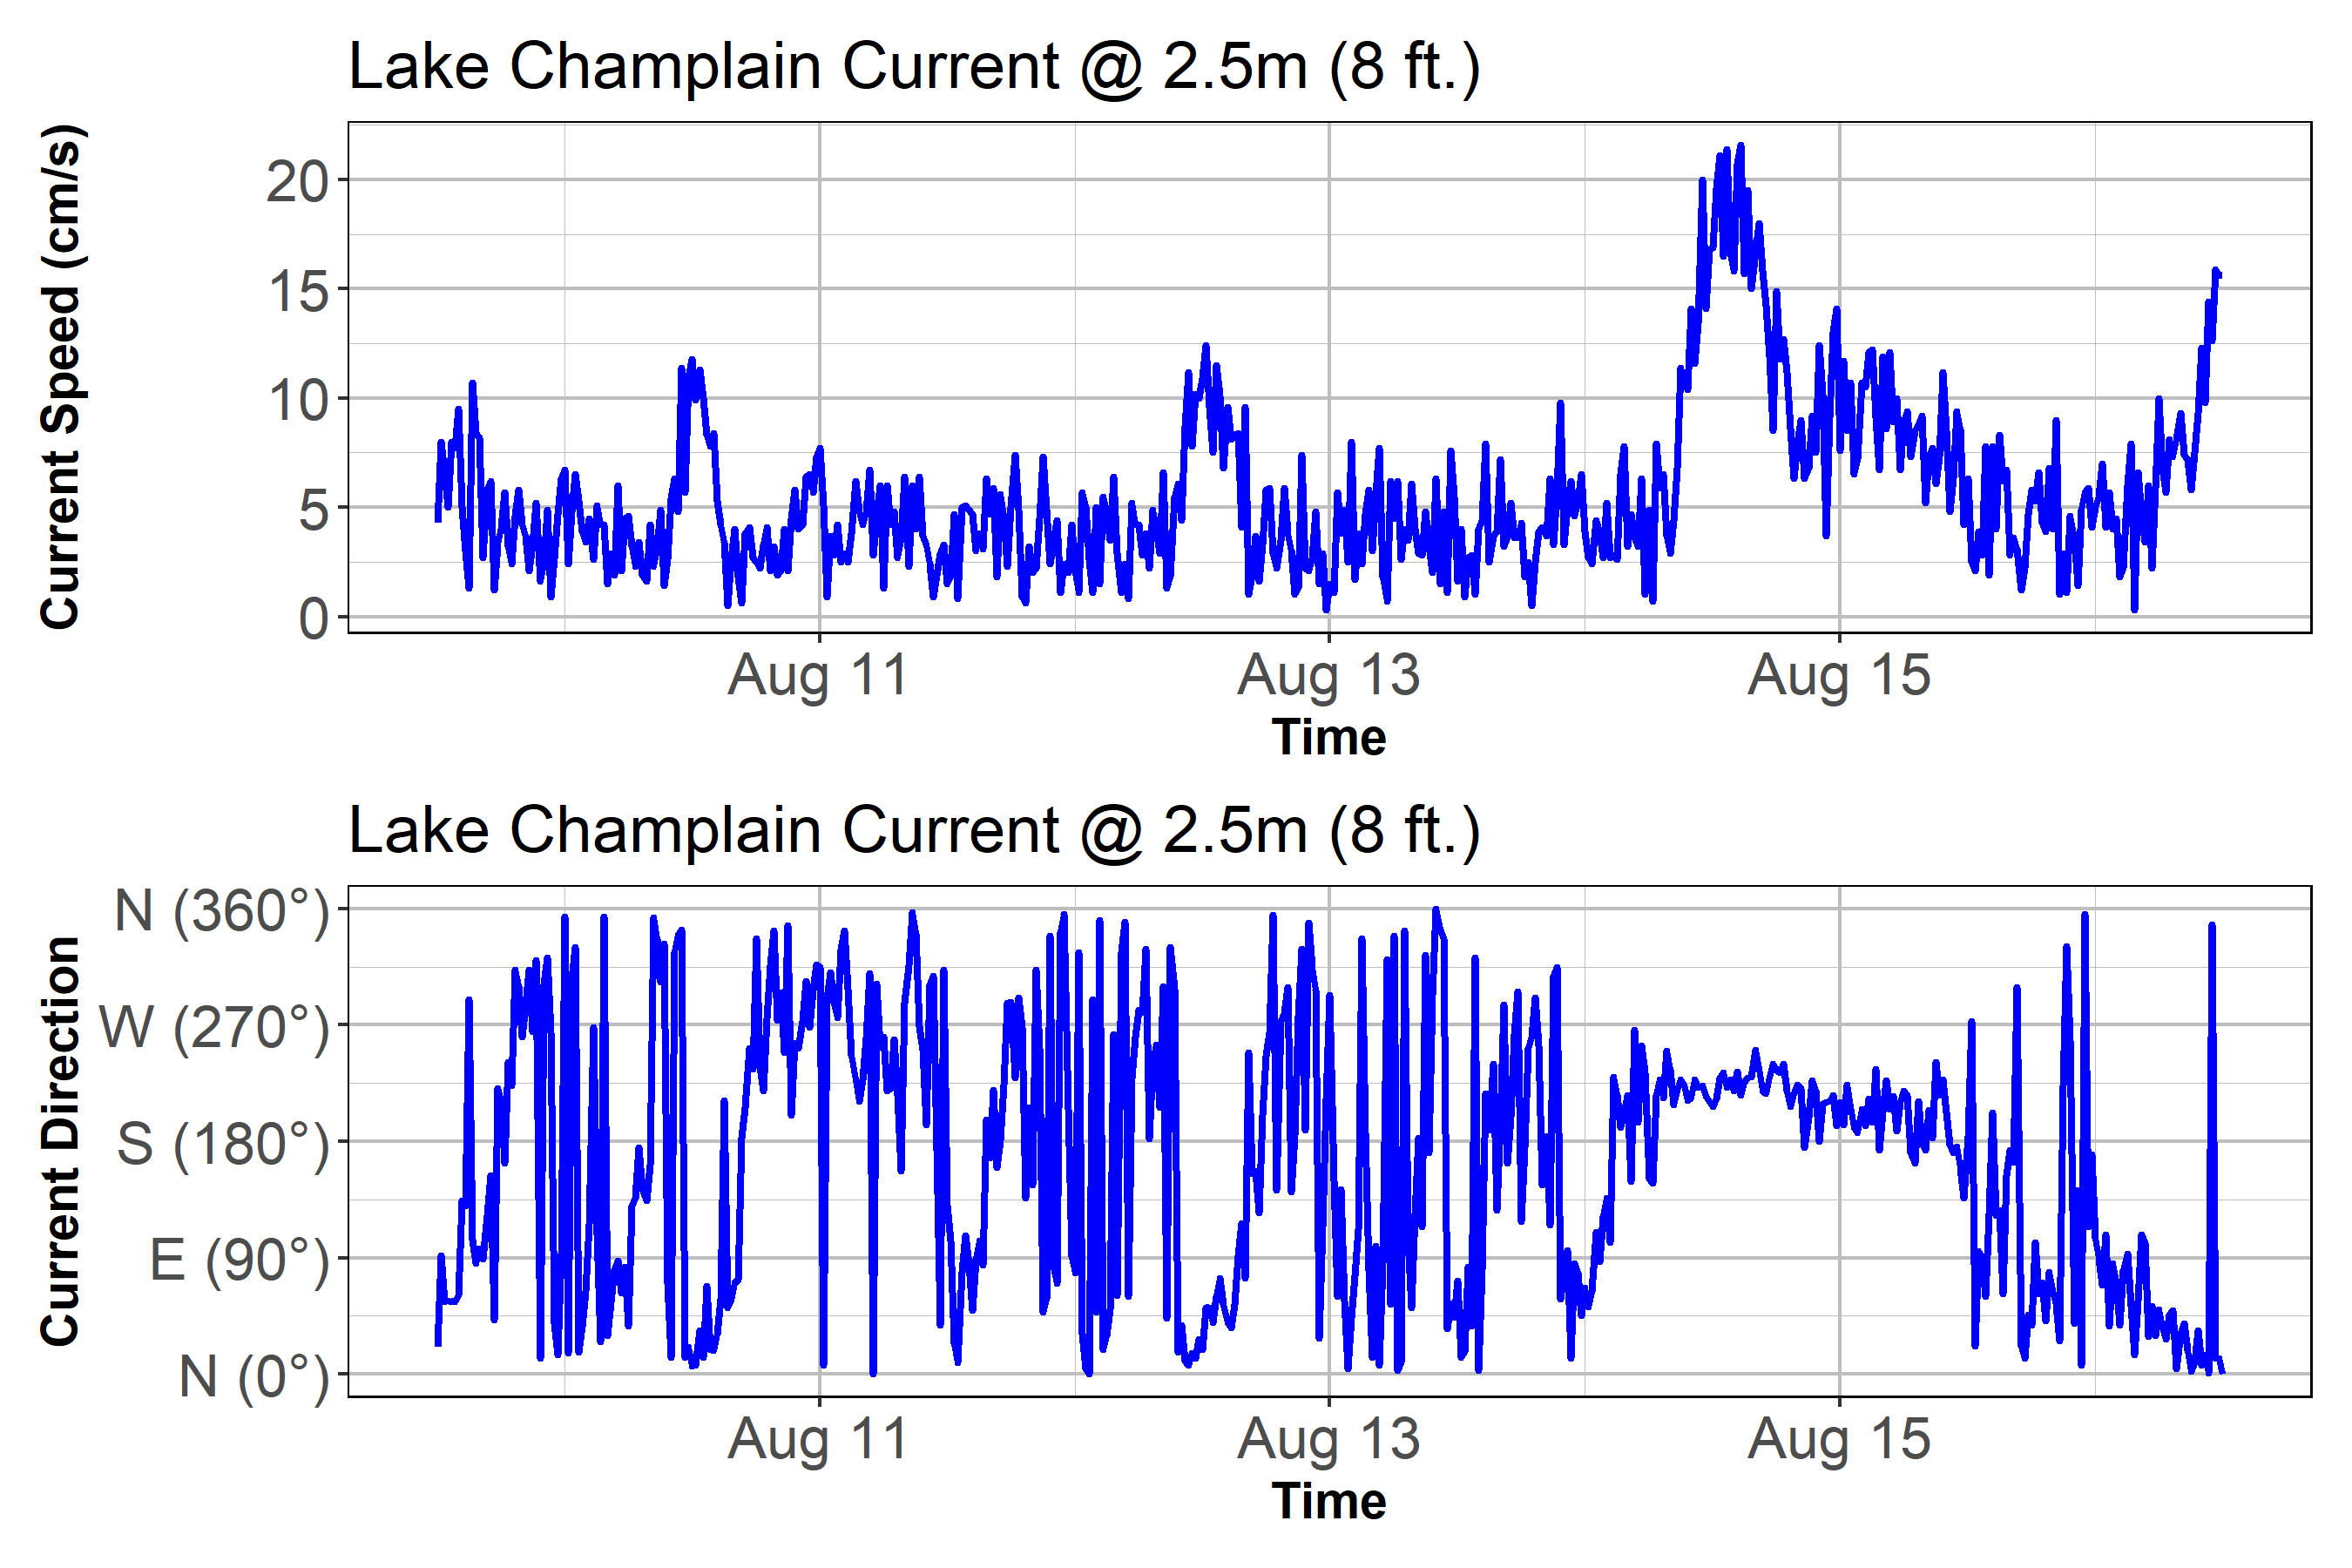 Lake Champlain Current @ 2.5m (8 ft.)
Current Speed (cm/s)
20
15
10
5
0
Aug 11
Aug 13
Aug 15
Time
Lake Champlain Current @ 2.5m (8 ft.)
Current Direction
N (360°)
W (270°)
S (180°)
E (90°)
N (0°)
Aug 11
Aug 13
Aug 15
Time